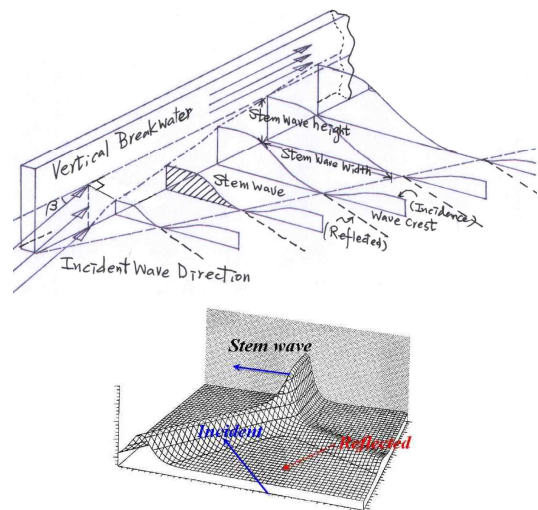 Vertical Breakwater
Stem wave height
Stem Wave Width
Stem Wave
β
(Incidence)
Wave Crest
(Reflected)
Incident Wave Direction
Stem wave
Incident
Reflected